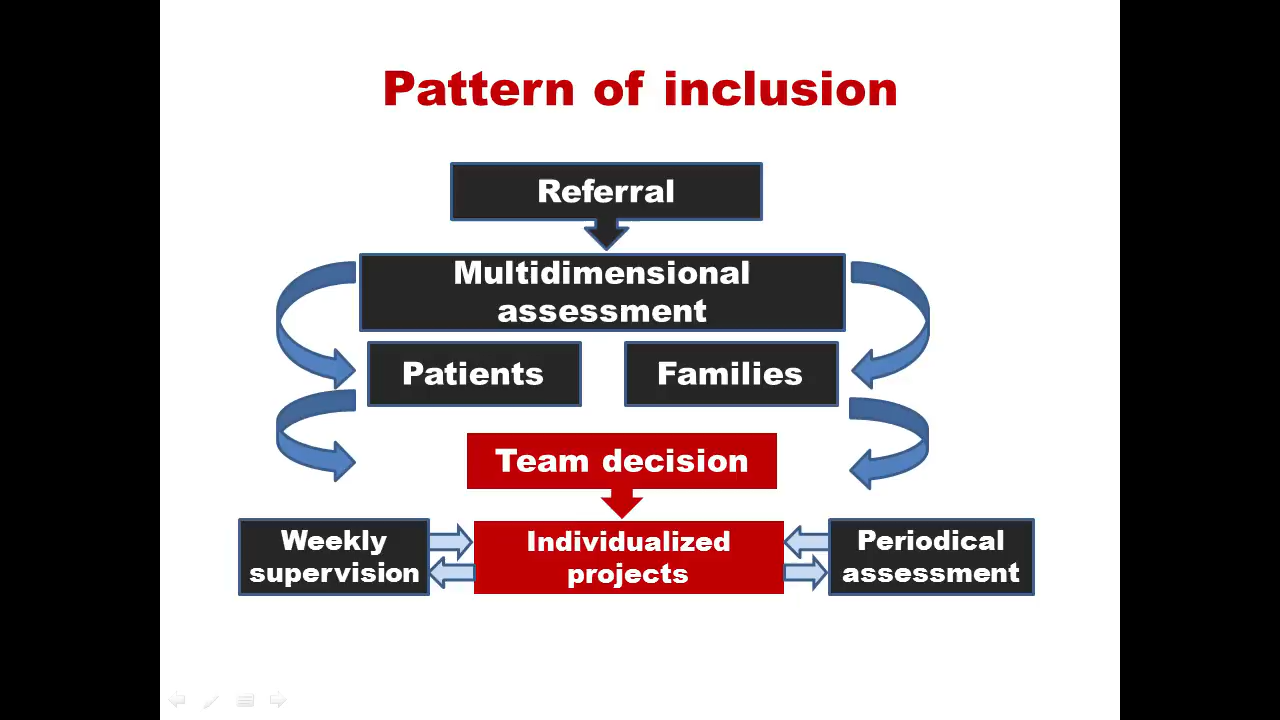 Pattern of inclusion
Referral
Multidimensional
assessment
Patients
Families
Team decision
Weekly
supervision
Individualized
projects
Periodical
assessment